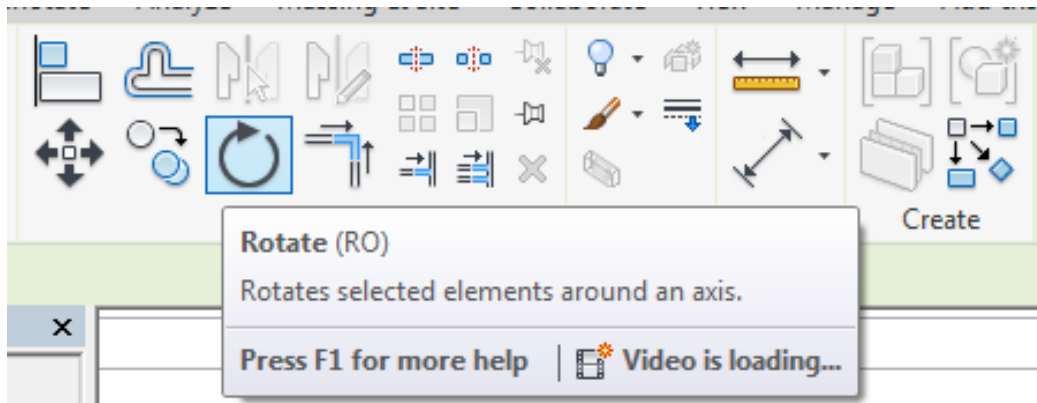 Create
Rotate (RO)
Rotates selected elements around an axis.
Press F1 for more help
Video is loading...